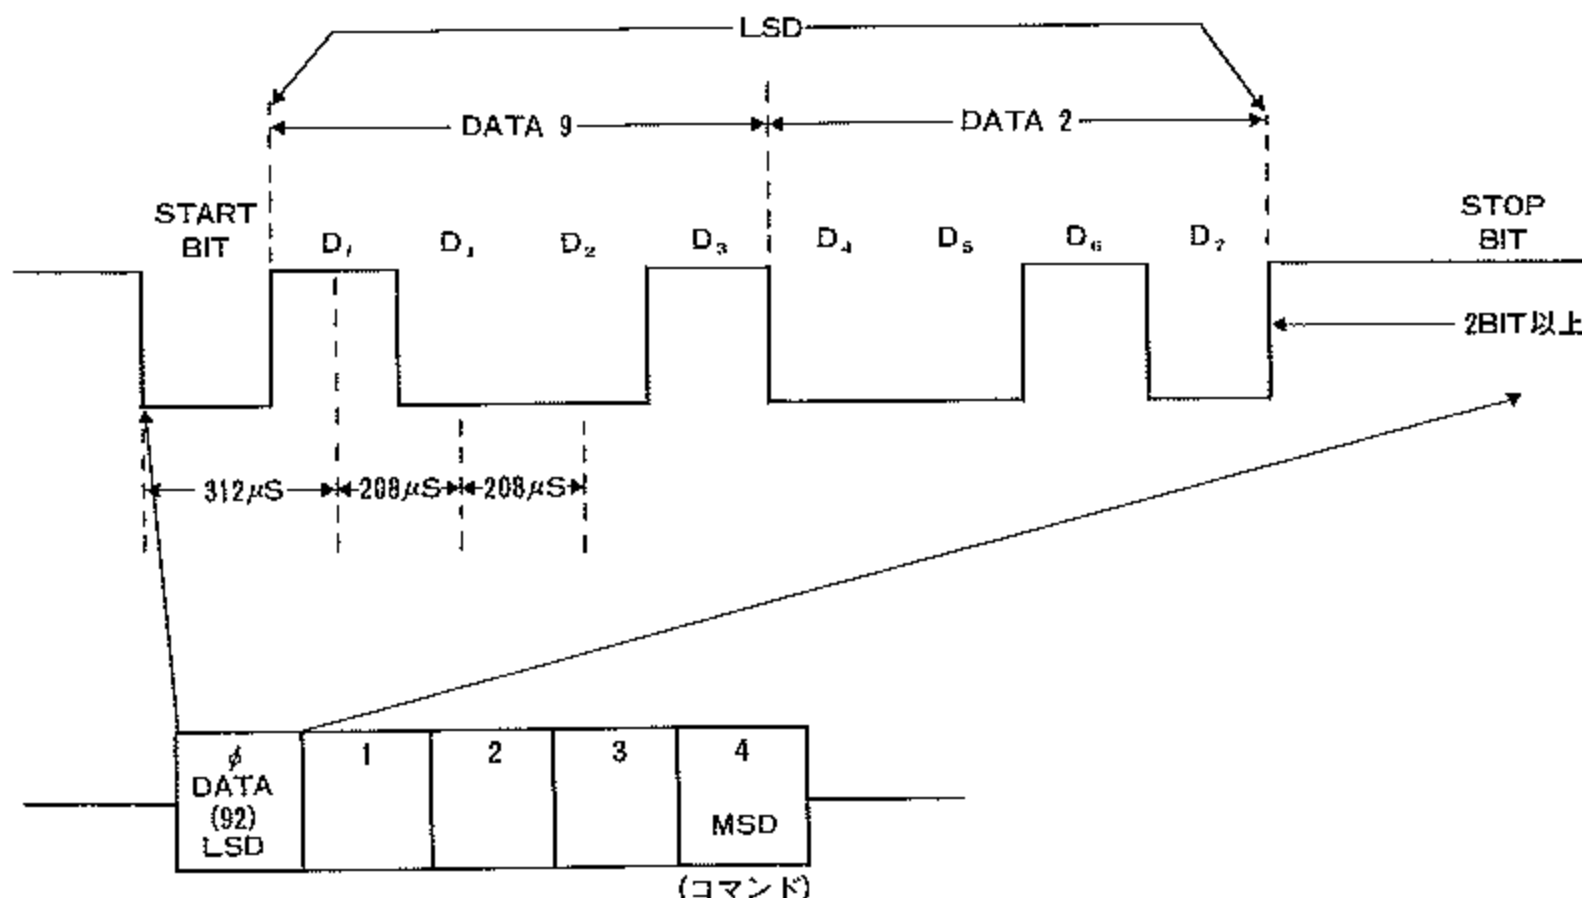 LSD
DATA 9
DATA 2
START
BIT
D₁
D₂
D₃
D₄
D₅
D₆
D₇
STOP
BIT
2BIT以上
312μS
208μS
208μS
φ
DATA
(92)
LSD
1
2
3
4
MSD
(コマンド)